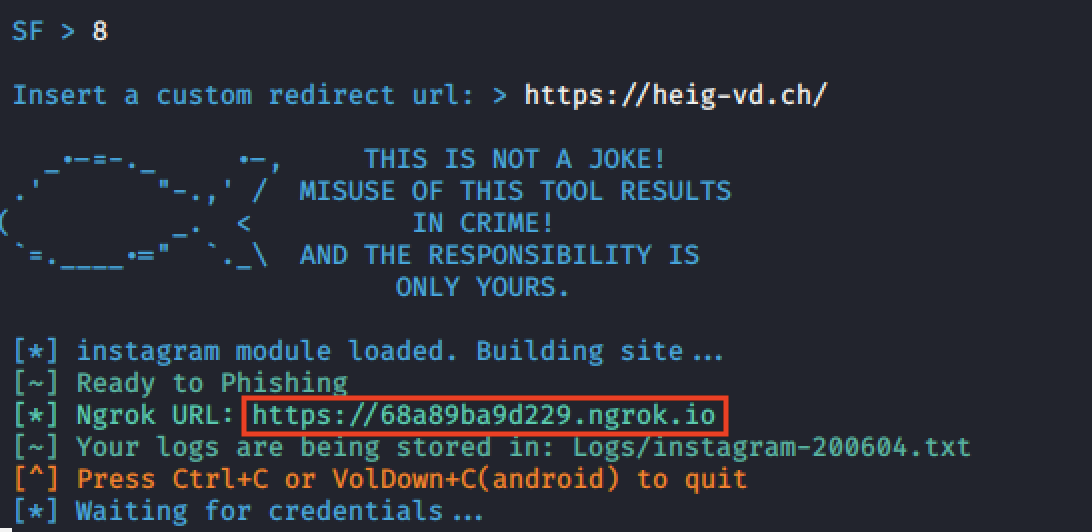 SF > 8
Insert a custom redirect url: > https://heig-vd.ch/
THIS IS NOT A JOKE!
MISUSE OF THIS TOOL RESULTS
IN CRIME!
AND THE RESPONSIBILITY IS
ONLY YOURS.
[*] instagram module loaded. Building site...
[~] Ready to Phishing
[*] Ngrok URL: https://68a89ba9d229.ngrok.io
[~] Your logs are being stored in: Logs/instagram-200604.txt
[^] Press Ctrl+C or VolDown+C(android) to quit
[*] Waiting for credentials...